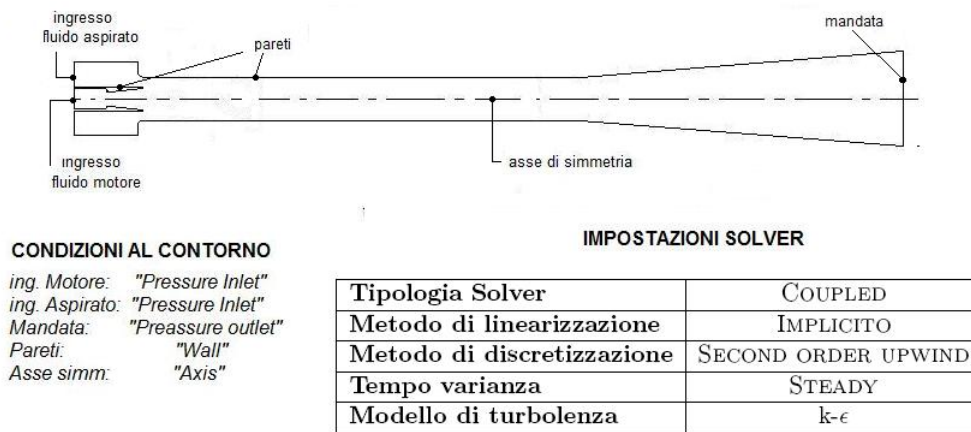 ingresso
fluido aspirato
pareti
mandata
ingresso
fluido motore
asse di simmetria
CONDIZIONI AL CONTORNO
ing. Motore: "Pressure Inlet"
ing. Aspirato: "Pressure Inlet"
Mandata: "Preassure outlet"
Pareti: "Wall"
Asse simm: "Axis"
IMPOSTAZIONI SOLVER
Tipologia Solver COUPLED
Metodo di linearizzazione IMPLICITO
Metodo di discretizzazione SECOND ORDER UPWIND
Tempo varianza STEADY
Modello di turbolenza k-ϵ